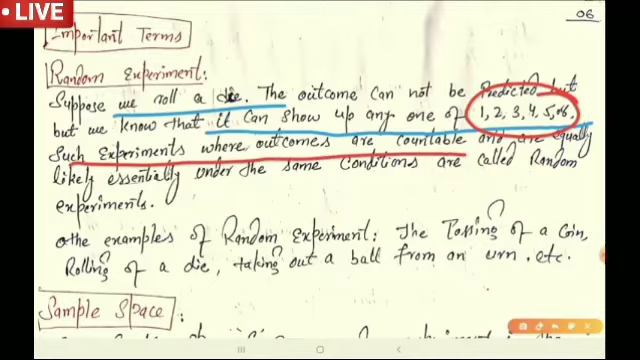 LIVE
06
Important Terms
Random Experiment:
Suppose we roll a die. The outcome can not be Predicted but
but we know that it can show up any one of 1, 2, 3, 4, 5, 06.
Such Experiments where outcomes are countable and are equally
likely essentially under the same Conditions are called Random
experiments.
othe examples of Random Experiment: The Tossing of a Coin,
Rolling of a die, taking out a ball from an urn. etc.
Sample Space: